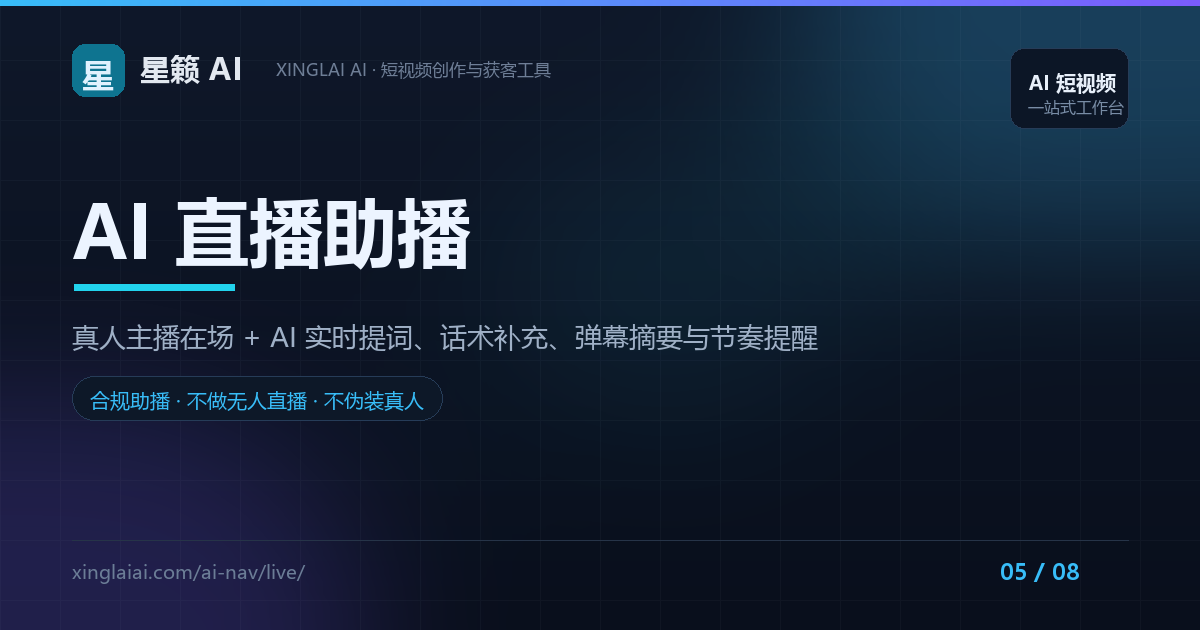 星
星籁 AI
XINGLAI AI · 短视频创作与获客工具
AI 短视频
一站式工作台
AI 直播助播
真人主播在场 + AI 实时提词、话术补充、弹幕摘要与节奏提醒
合规助播 · 不做无人直播 · 不伪装真人
xinglaiai.com/ai-nav/live/
05 / 08